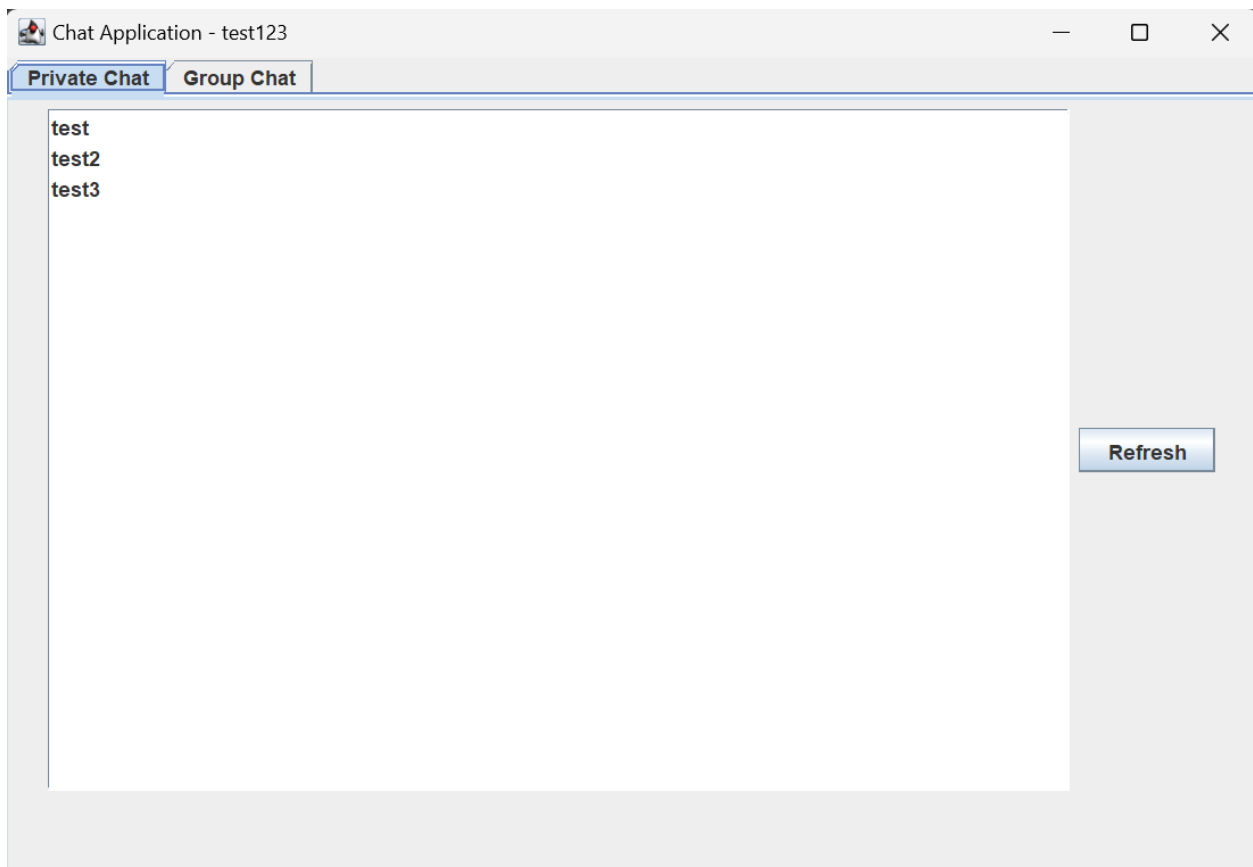 Chat Application - test123
Private Chat Group Chat
test
test2
test3
Refresh